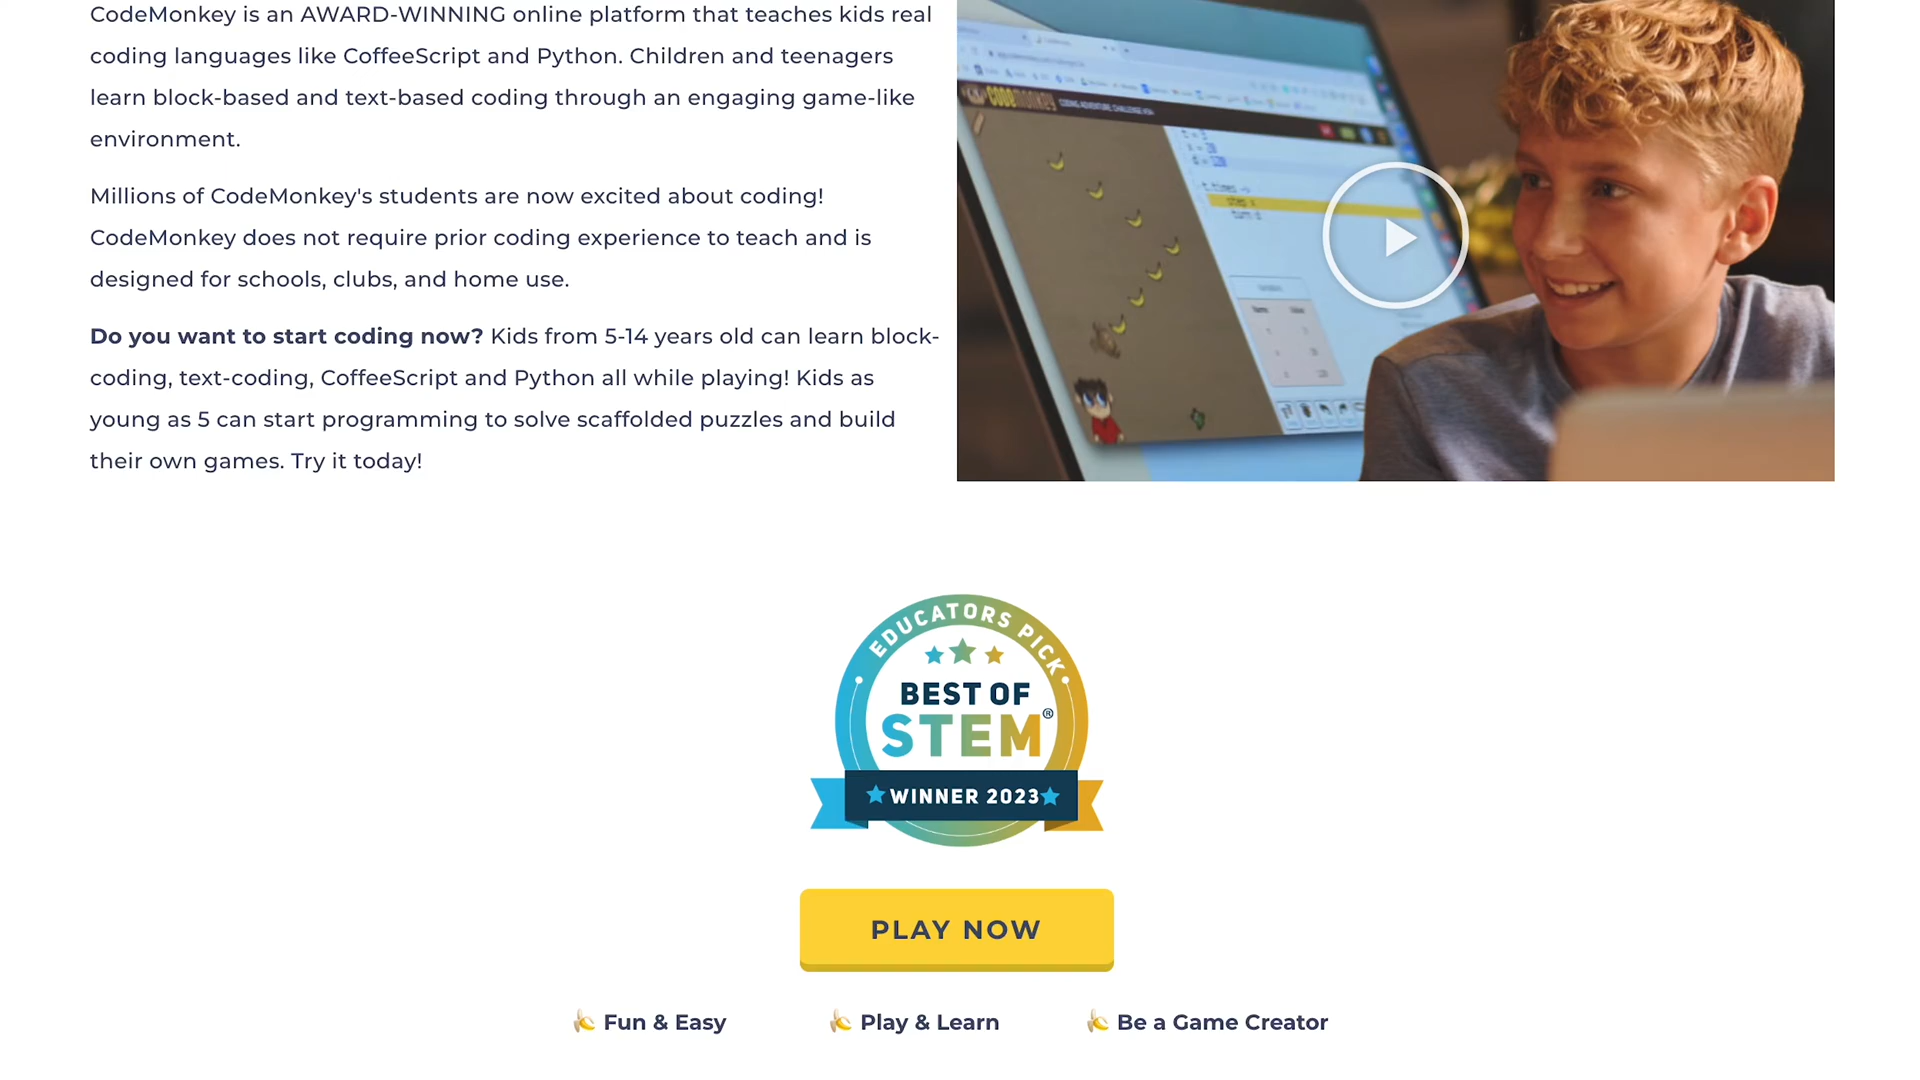 CodeMonkey is an AWARD-WINNING online platform that teaches kids real
coding languages like CoffeeScript and Python. Children and teenagers
learn block-based and text-based coding through an engaging game-like
environment.
Millions of CodeMonkey's students are now excited about coding!
CodeMonkey does not require prior coding experience to teach and is
designed for schools, clubs, and home use.
Do you want to start coding now? Kids from 5-14 years old can learn block-
coding, text-coding, CoffeeScript and Python all while playing! Kids as
young as 5 can start programming to solve scaffolded puzzles and build
their own games. Try it today!
CODEMONKEY
EDUCATORS PICK
BEST OF
STEM®
WINNER 2023
PLAY NOW
Fun & Easy
Play & Learn
Be a Game Creator